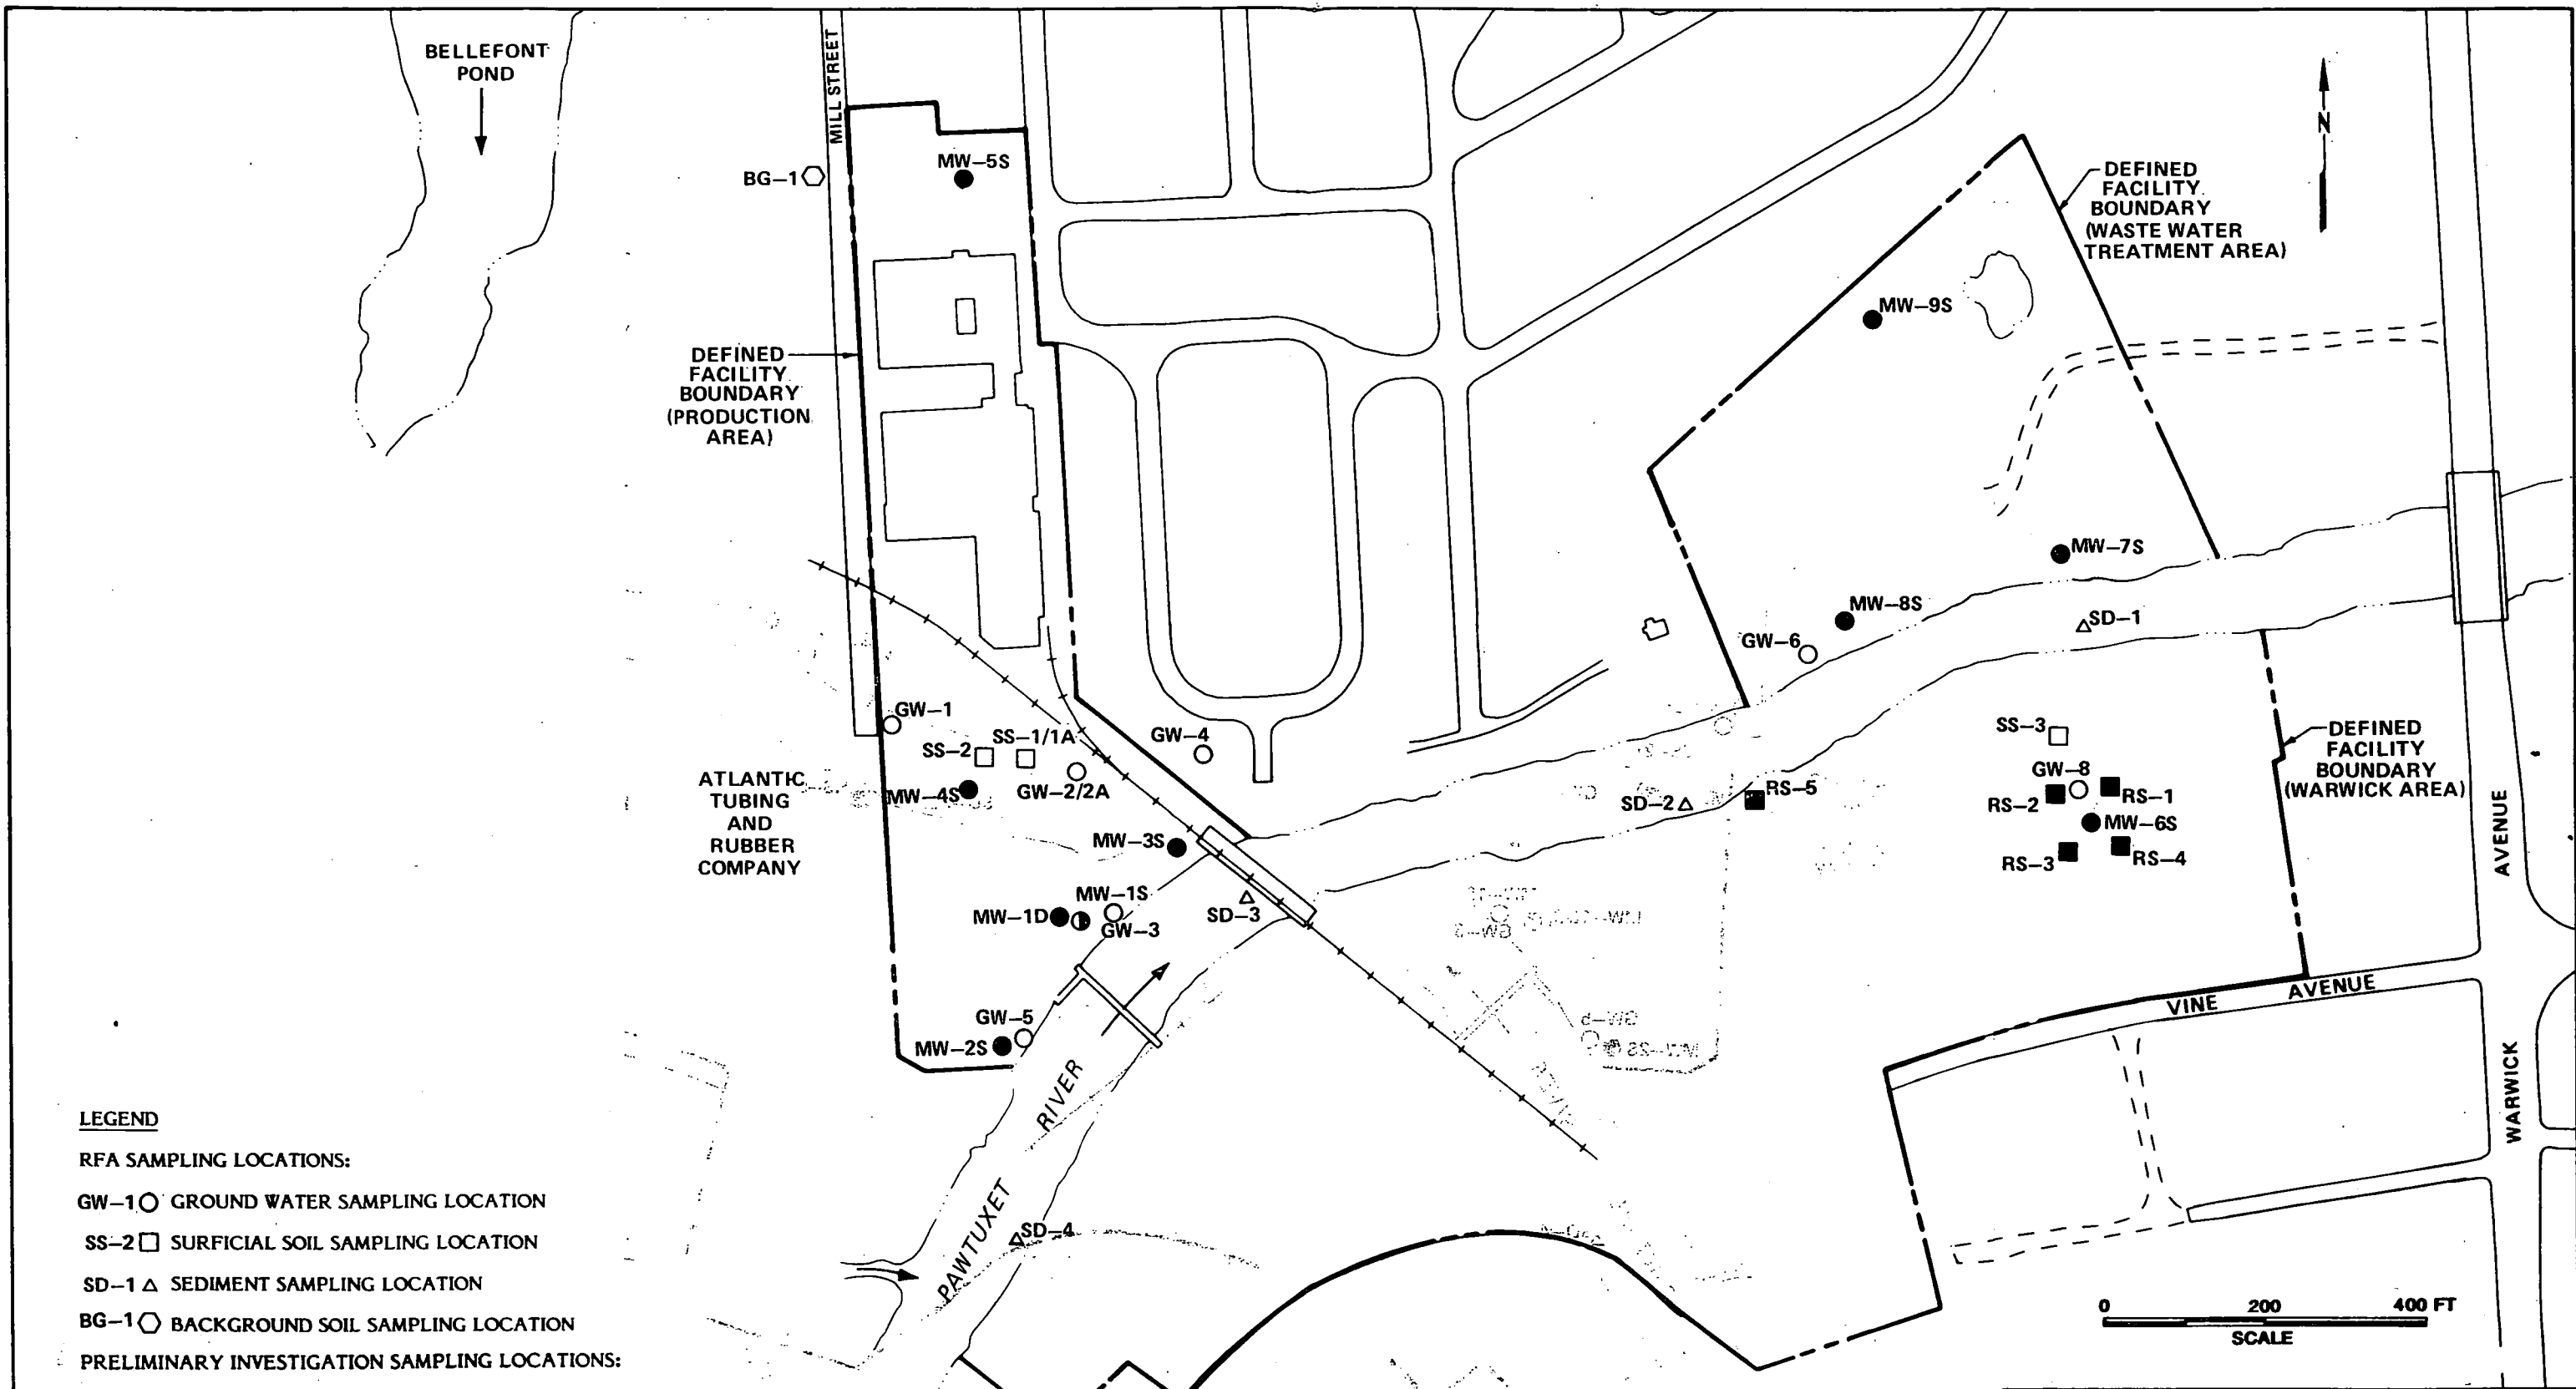 BELLEFONT
POND
MILL STREET
BG-1
MW-5S
N
DEFINED
FACILITY
BOUNDARY
(WASTE WATER
TREATMENT AREA)
MW-9S
DEFINED
FACILITY
BOUNDARY
(PRODUCTION
AREA)
MW-7S
MW-8S
SD-1
GW-6
GW-1
SS-2
SS-1/1A
GW-4
SS-3
DEFINED
FACILITY
BOUNDARY
(WARWICK AREA)
ATLANTIC
TUBING
AND
RUBBER
COMPANY
MW-4S
GW-2/2A
SD-2
RS-5
GW-8
RS-2
RS-1
MW-6S
MW-3S
RS-3
RS-4
AVENUE
MW-1S
MW-1D
GW-3
SD-3
GW-5
MW-2S
VINE AVENUE
RIVER
WARWICK
PAWTUXET
SD-4
LEGEND
RFA SAMPLING LOCATIONS:
GW-1 GROUND WATER SAMPLING LOCATION
SS-2 SURFICIAL SOIL SAMPLING LOCATION
SD-1 SEDIMENT SAMPLING LOCATION
BG-1 BACKGROUND SOIL SAMPLING LOCATION
PRELIMINARY INVESTIGATION SAMPLING LOCATIONS:
0 200 400 FT
SCALE